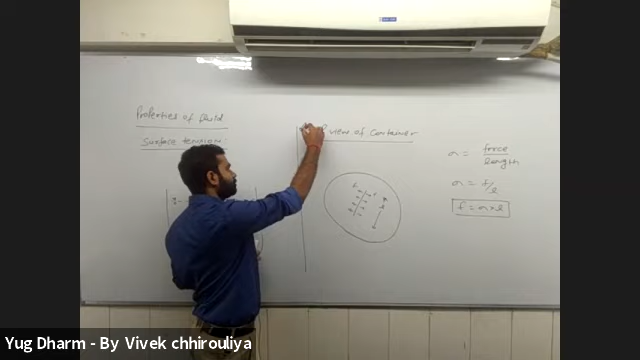 Properties of fluid
Surface tension
view of Container
σ = force/length
σ = f/l
f = σ × l
Yug Dharm - By Vivek chhirouliya